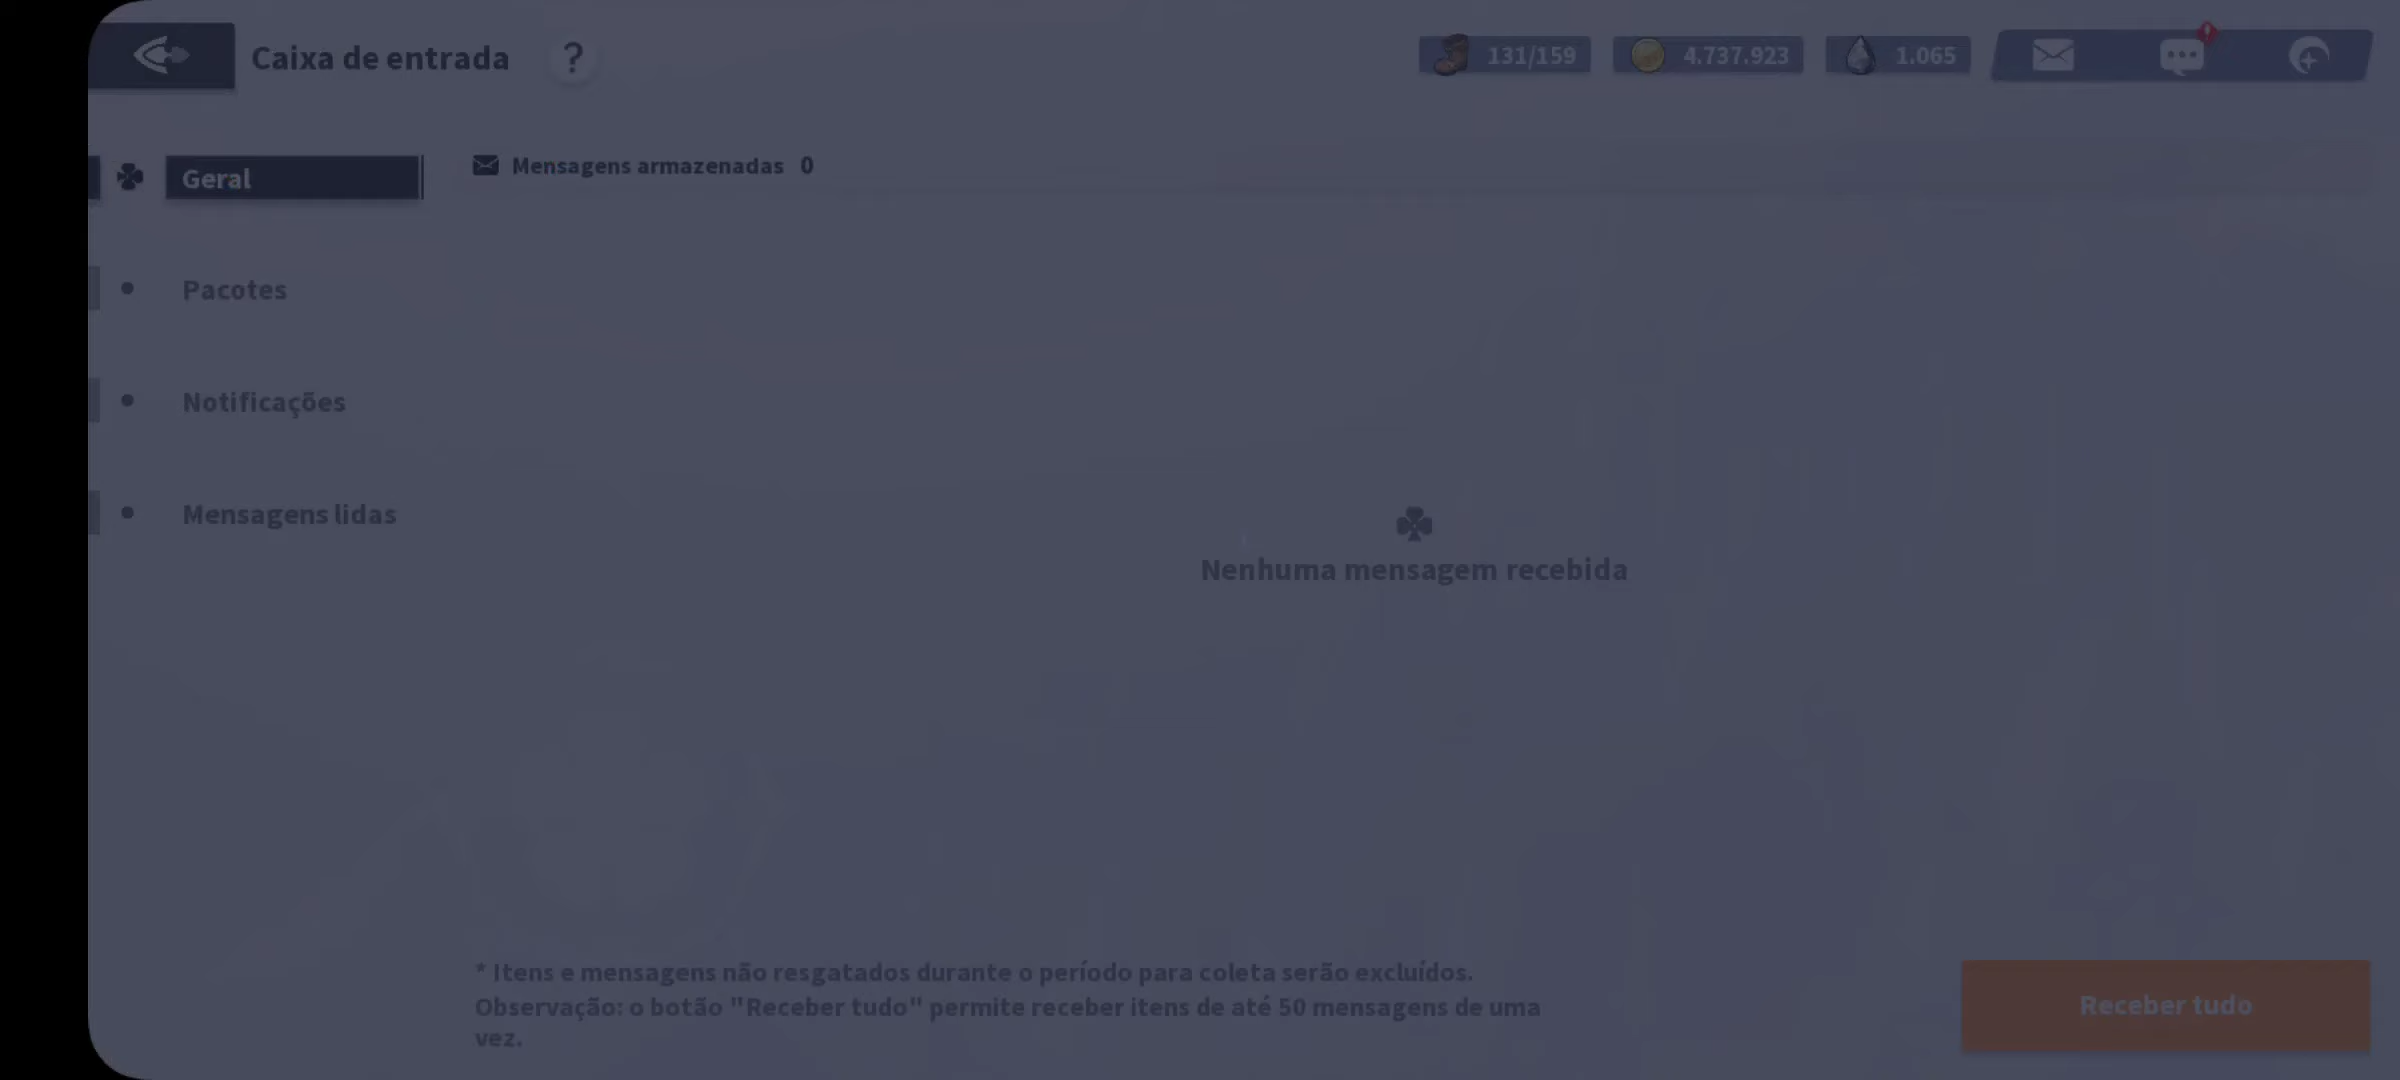 Caixa de entrada ?
131/159 4.737.923 1.065
Geral
Mensagens armazenadas 0
Pacotes
Notificações
Mensagens lidas
Nenhuma mensagem recebida
* Itens e mensagens não resgatados durante o período para coleta serão excluídos.
Observação: o botão "Receber tudo" permite receber itens de até 50 mensagens de uma
vez.
Receber tudo